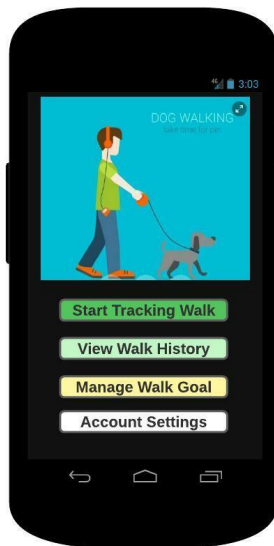 4G 3:03
DOG WALKING
take time for pet
Start Tracking Walk
View Walk History
Manage Walk Goal
Account Settings